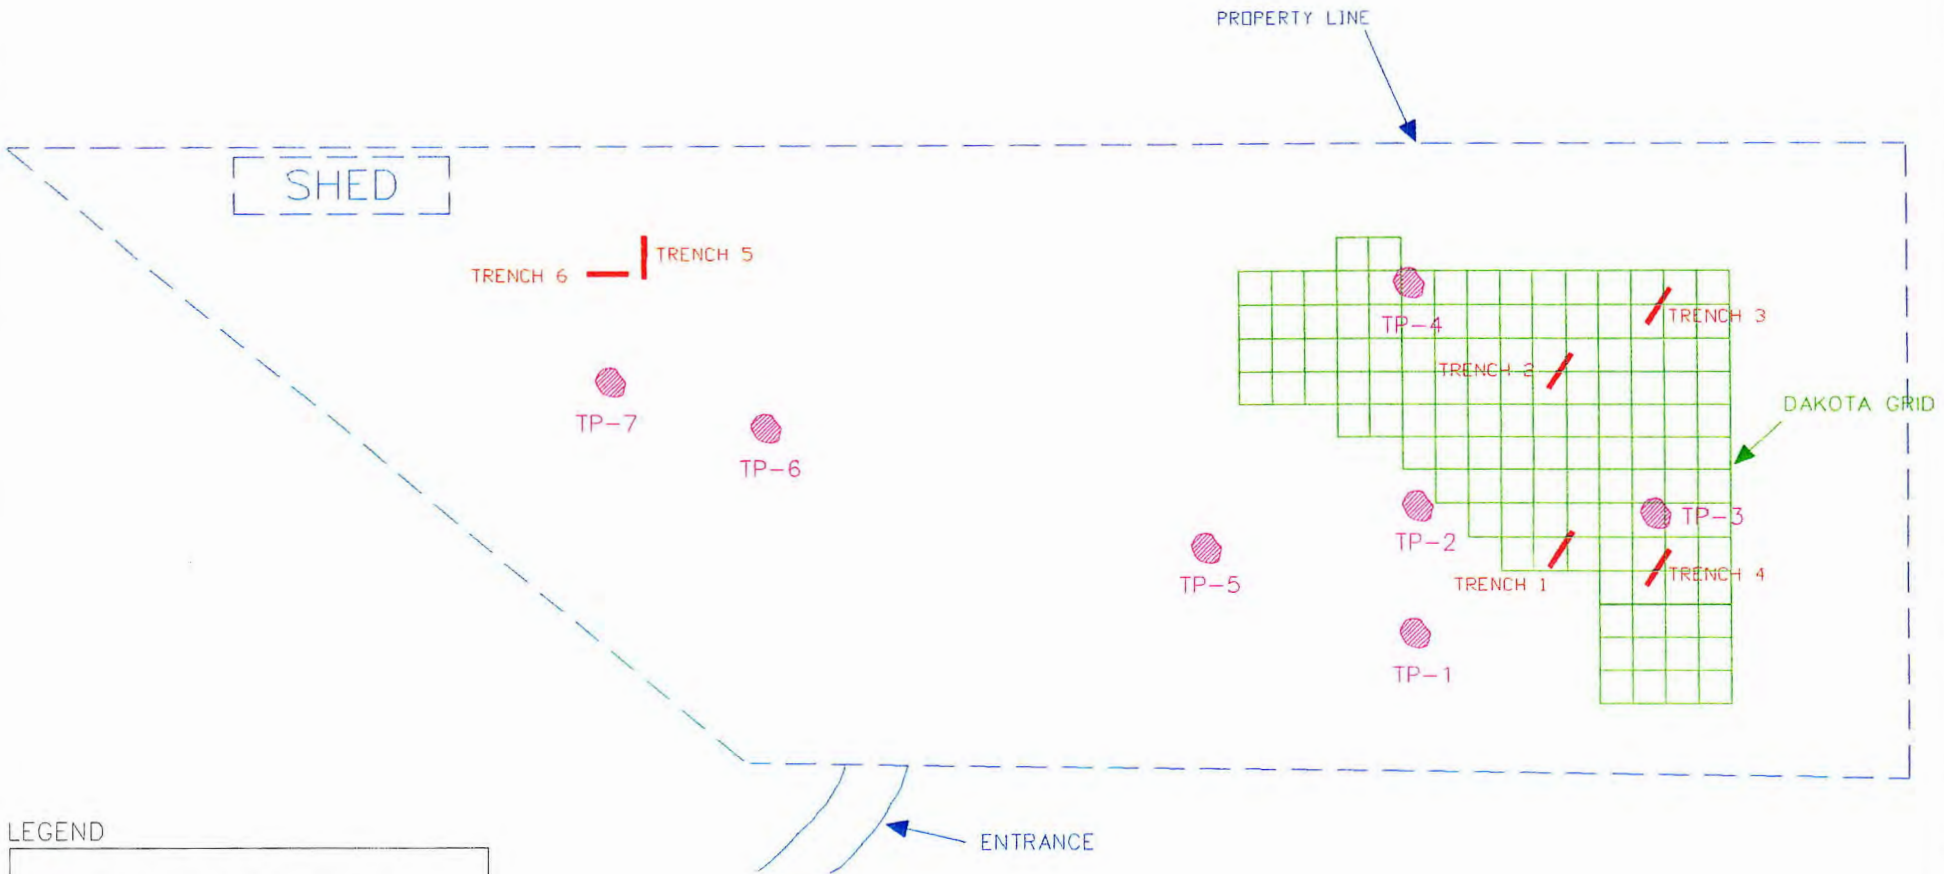 PROPERTY LINE
SHED
TRENCH 5
TRENCH 6
TP-4
TRENCH 3
TRENCH 2
DAKOTA GRID
TP-7
TP-6
TP-3
TP-2
TP-5
TRENCH 1
TRENCH 4
TP-1
LEGEND
ENTRANCE